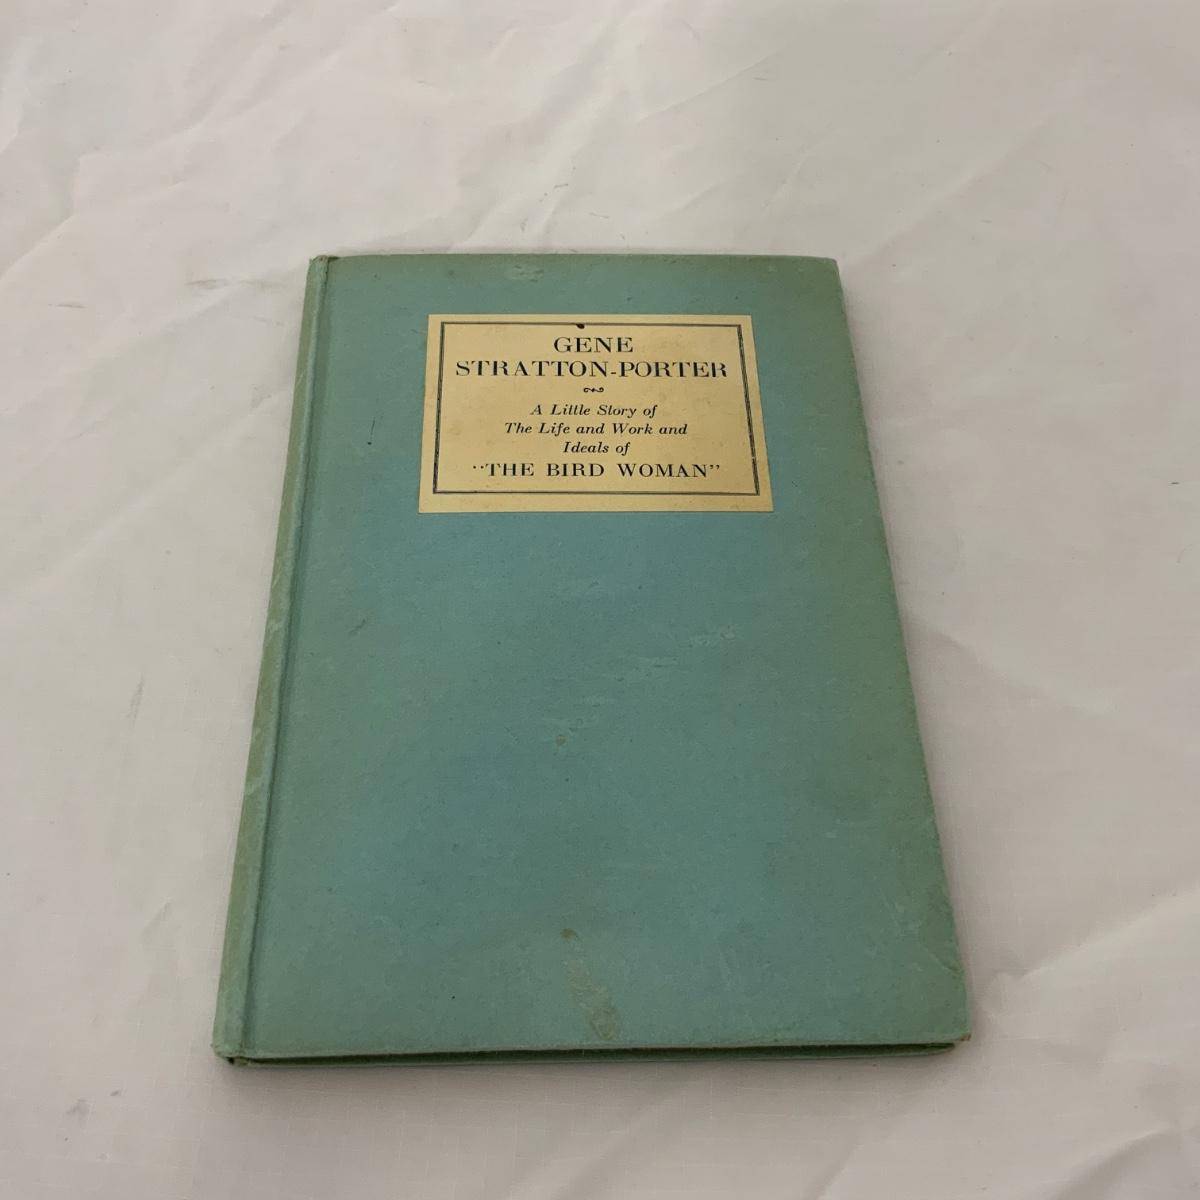 GENE
STRATTON-PORTER
A Little Story of
The Life and Work and
Ideals of
"THE BIRD WOMAN"